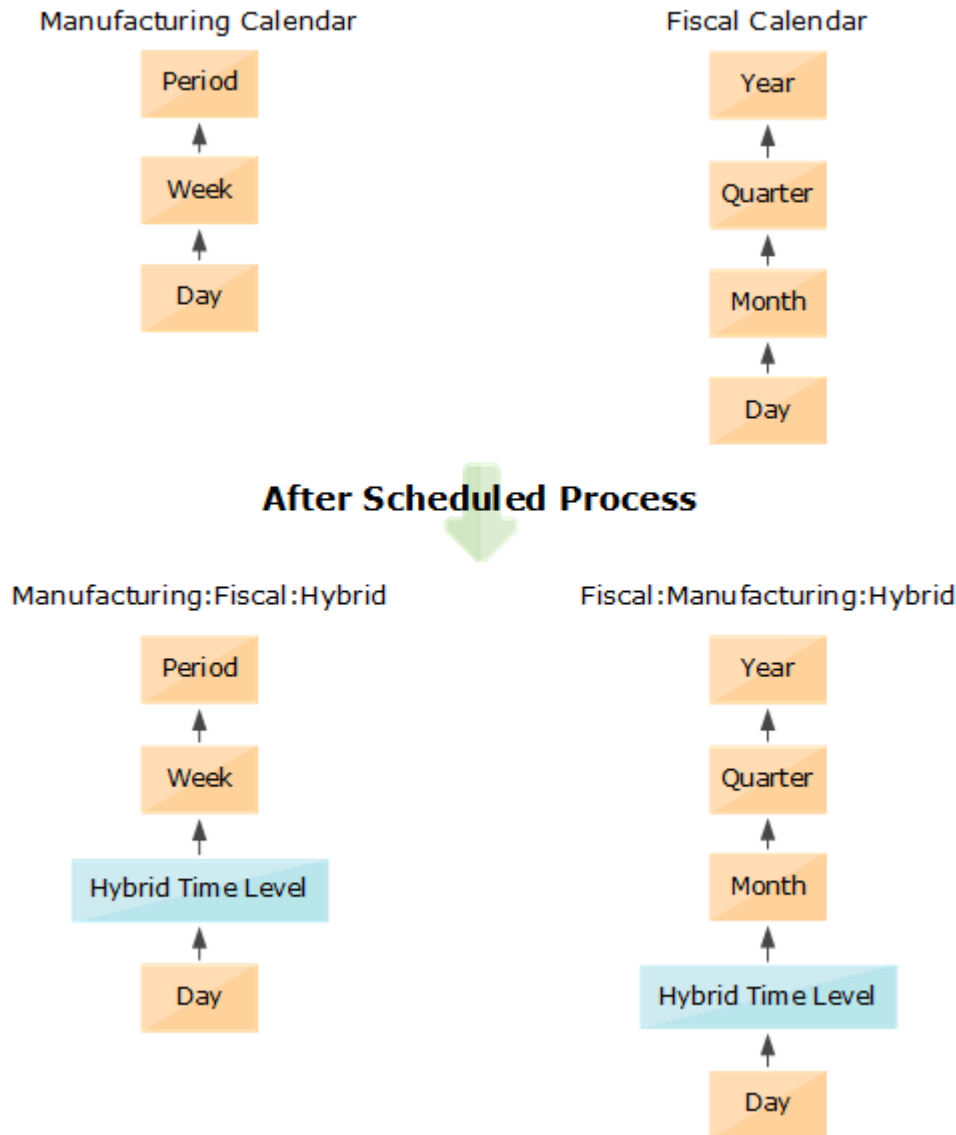 Manufacturing Calendar
Period
Week
Day
Fiscal Calendar
Year
Quarter
Month
Day
After Scheduled Process
Manufacturing:Fiscal:Hybrid
Period
Week
Hybrid Time Level
Day
Fiscal:Manufacturing:Hybrid
Year
Quarter
Month
Hybrid Time Level
Day